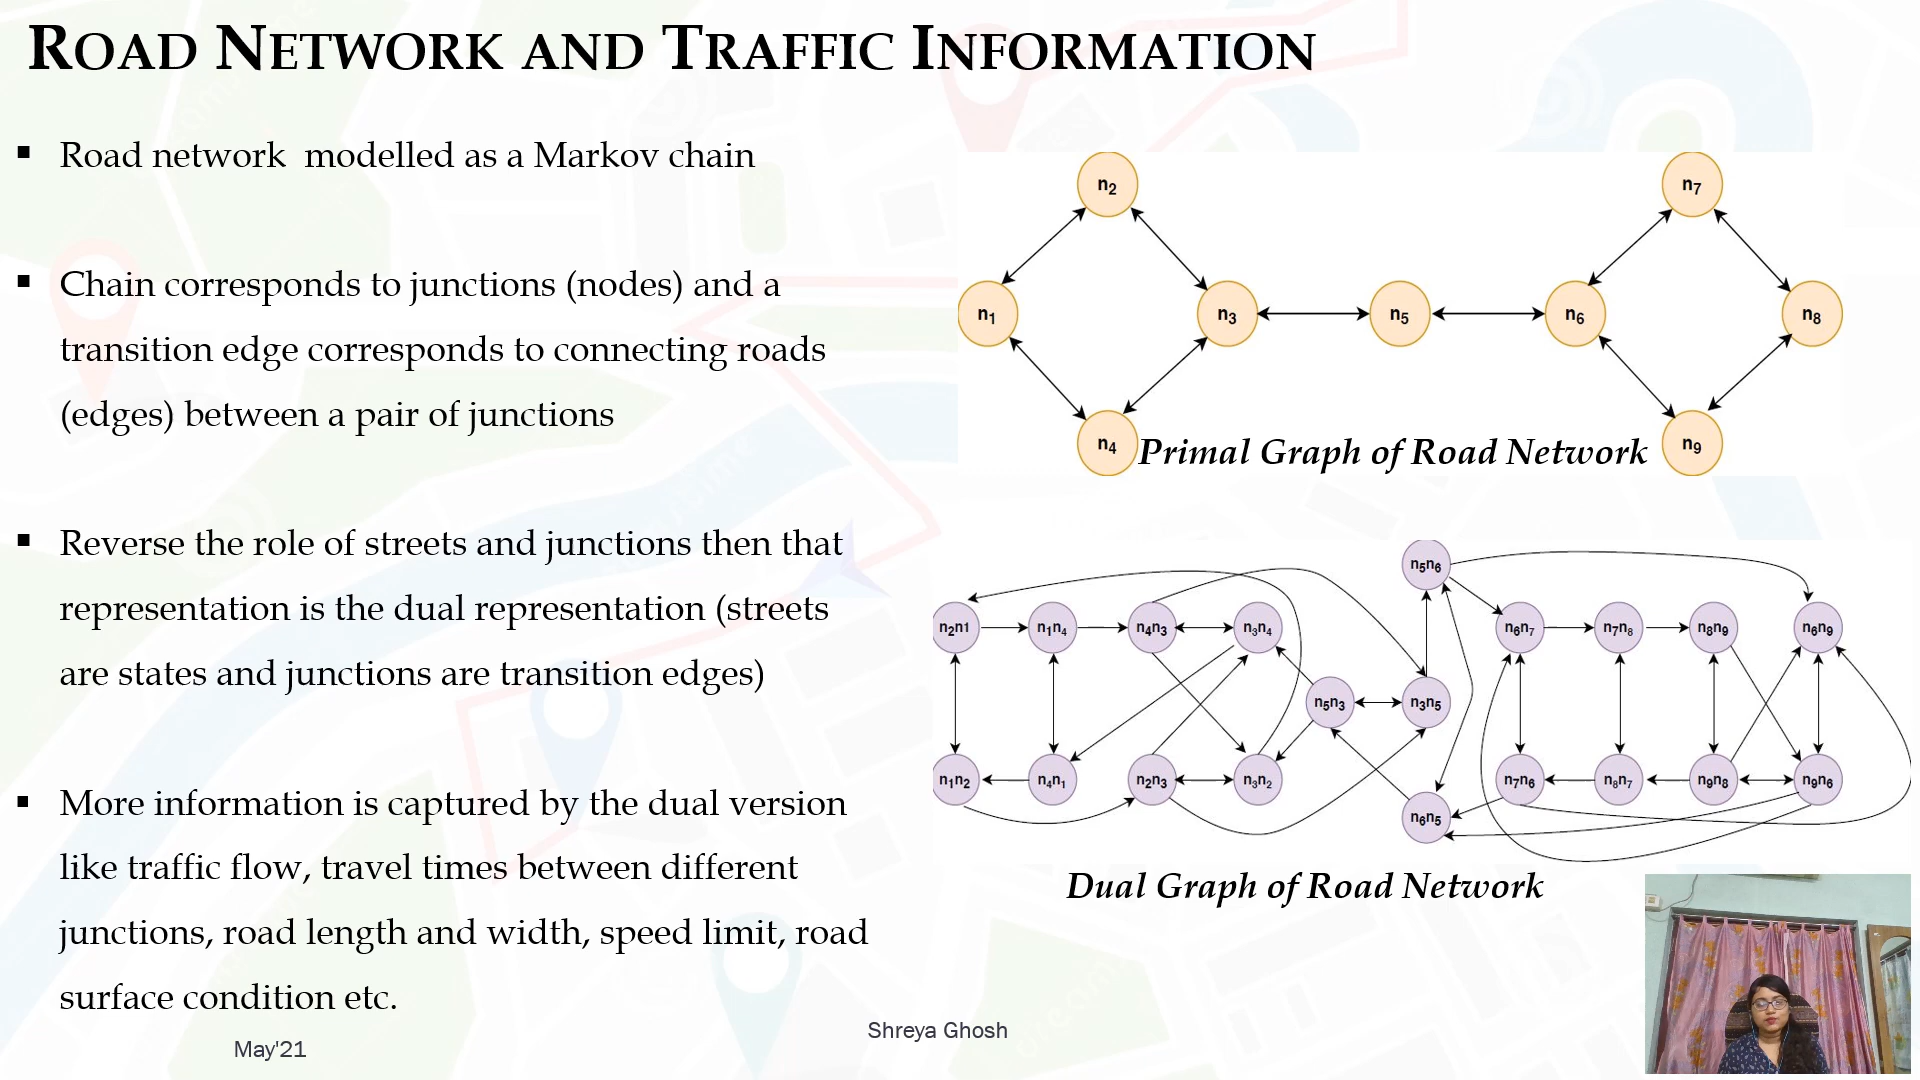 ROAD NETWORK AND TRAFFIC INFORMATION
▪ Road network modelled as a Markov chain
▪ Chain corresponds to junctions (nodes) and a
transition edge corresponds to connecting roads
(edges) between a pair of junctions
▪ Reverse the role of streets and junctions then that
representation is the dual representation (streets
are states and junctions are transition edges)
▪ More information is captured by the dual version
like traffic flow, travel times between different
junctions, road length and width, speed limit, road
surface condition etc.
n2 n7
n1 n3 n5 n6 n8
n4 n9
Primal Graph of Road Network
n5n6
n2n1 n1n4 n4n3 n3n4 n6n7 n7n8 n8n9 n6n9
n5n3 n3n5
n1n2 n4n1 n2n3 n3n2 n7n6 n8n7 n9n8 n9n6
n6n5
Dual Graph of Road Network
Shreya Ghosh
May'21